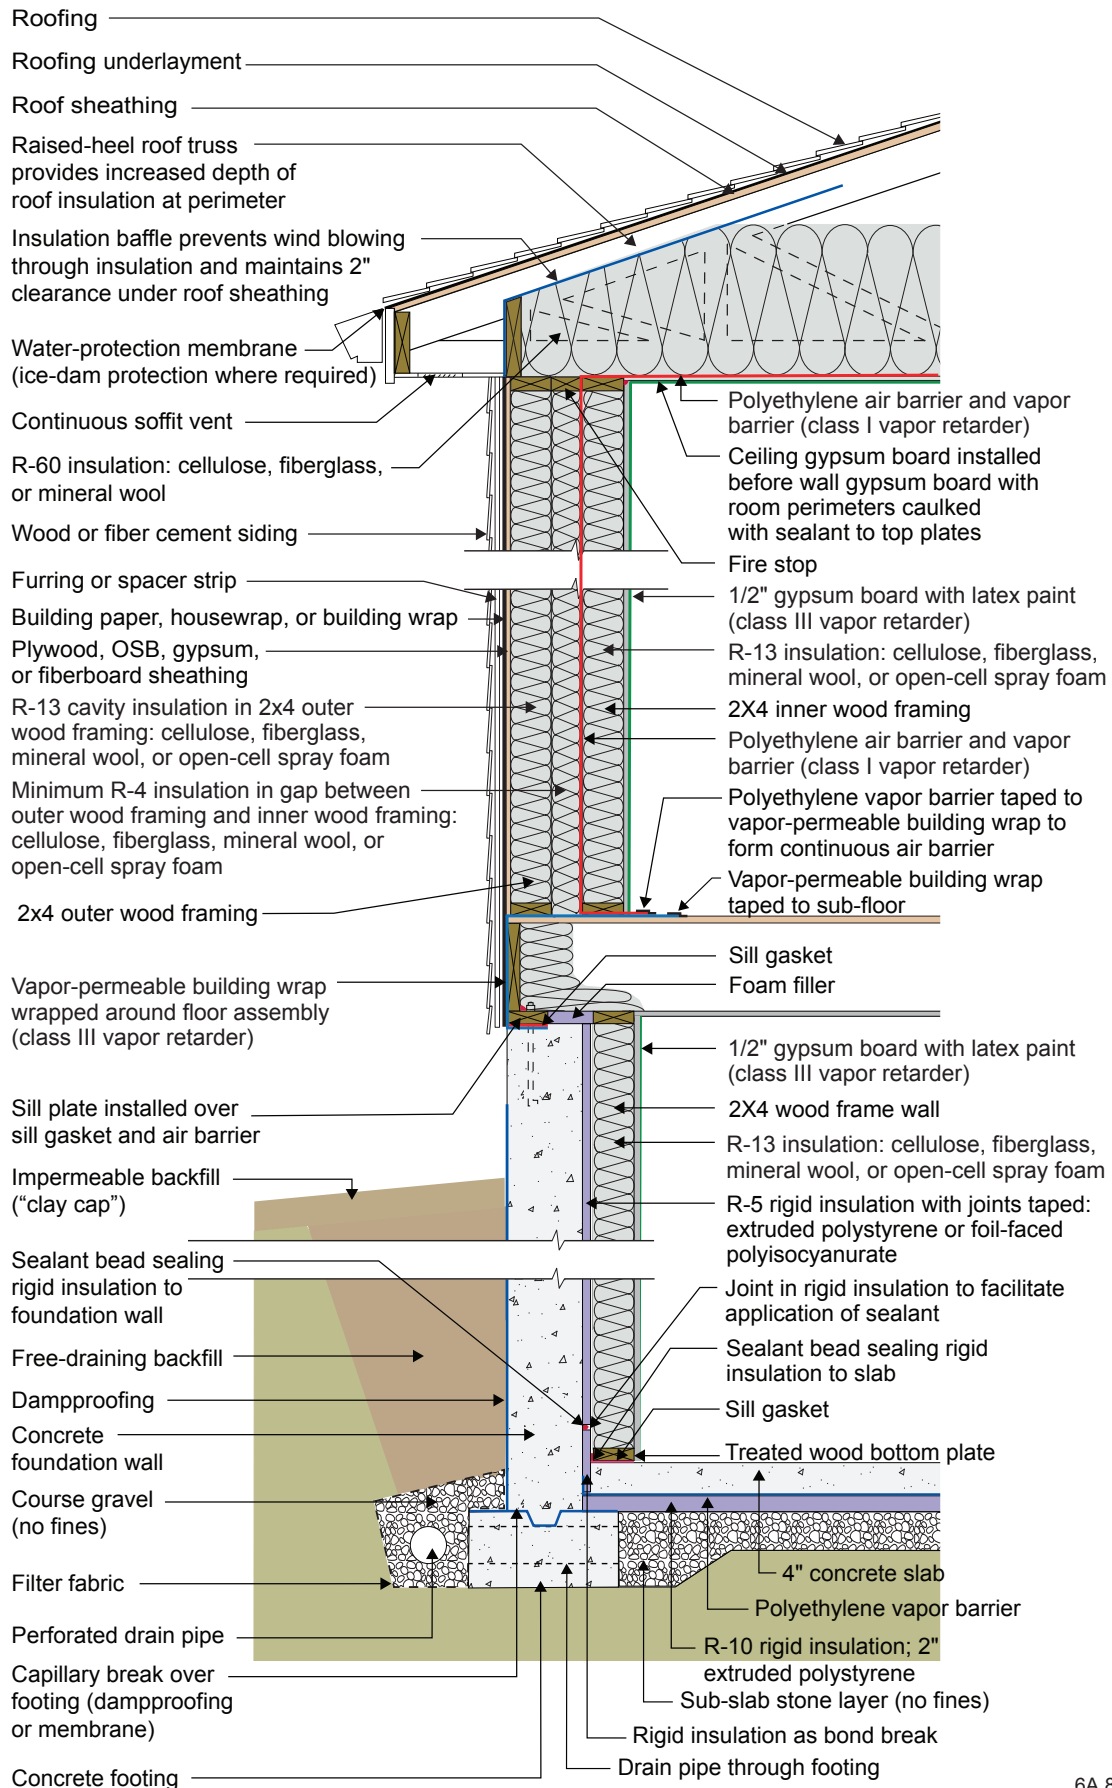 Roofing
Roofing underlayment
Roof sheathing
Raised-heel roof truss
provides increased depth of
roof insulation at perimeter
Insulation baffle prevents wind blowing
through insulation and maintains 2"
clearance under roof sheathing
Water-protection membrane
(ice-dam protection where required)
Continuous soffit vent
R-60 insulation: cellulose, fiberglass,
or mineral wool
Wood or fiber cement siding
Furring or spacer strip
Building paper, housewrap, or building wrap
Plywood, OSB, gypsum,
or fiberboard sheathing
R-13 cavity insulation in 2x4 outer
wood framing: cellulose, fiberglass,
mineral wool, or open-cell spray foam
Minimum R-4 insulation in gap between
outer wood framing and inner wood framing:
cellulose, fiberglass, mineral wool, or
open-cell spray foam
2x4 outer wood framing
Vapor-permeable building wrap
wrapped around floor assembly
(class III vapor retarder)
Sill plate installed over
sill gasket and air barrier
Impermeable backfill
(“clay cap”)
Sealant bead sealing
rigid insulation to
foundation wall
Free-draining backfill
Dampproofing
Concrete
foundation wall
Course gravel
(no fines)
Filter fabric
Perforated drain pipe
Capillary break over
footing (dampproofing
or membrane)
Concrete footing
Polyethylene air barrier and vapor
barrier (class I vapor retarder)
Ceiling gypsum board installed
before wall gypsum board with
room perimeters caulked
with sealant to top plates
Fire stop
1/2" gypsum board with latex paint
(class III vapor retarder)
R-13 insulation: cellulose, fiberglass,
mineral wool, or open-cell spray foam
2X4 inner wood framing
Polyethylene air barrier and vapor
barrier (class I vapor retarder)
Polyethylene vapor barrier taped to
vapor-permeable building wrap to
form continuous air barrier
Vapor-permeable building wrap
taped to sub-floor
Sill gasket
Foam filler
1/2" gypsum board with latex paint
(class III vapor retarder)
2X4 wood frame wall
R-13 insulation: cellulose, fiberglass,
mineral wool, or open-cell spray foam
R-5 rigid insulation with joints taped:
extruded polystyrene or foil-faced
polyisocyanurate
Joint in rigid insulation to facilitate
application of sealant
Sealant bead sealing rigid
insulation to slab
Sill gasket
Treated wood bottom plate
4" concrete slab
Polyethylene vapor barrier
R-10 rigid insulation; 2"
extruded polystyrene
Sub-slab stone layer (no fines)
Rigid insulation as bond break
Drain pipe through footing
6A 8